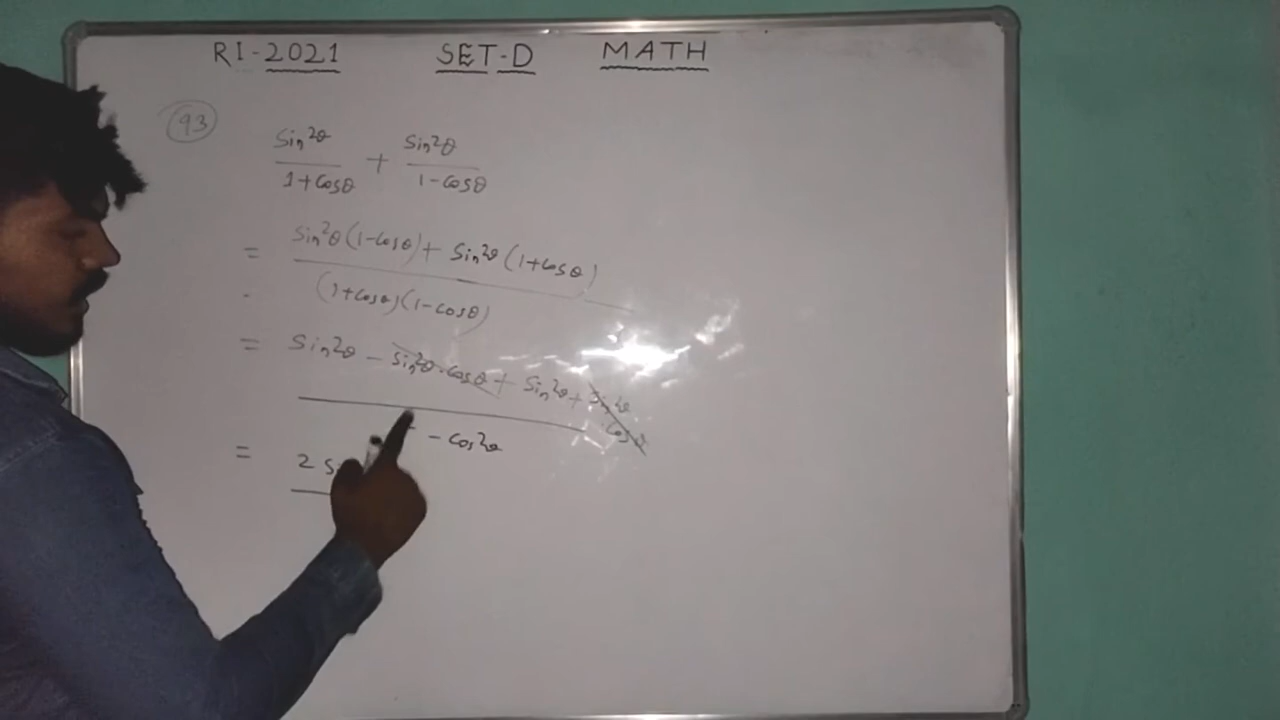 RI-2021 SET-D MATH
93
Sin²θ/1+Cosθ + Sin²θ/1-Cosθ
= Sin²θ(1-Cosθ)+ Sin²θ(1+Cosθ)
(1+Cosθ)(1-Cosθ)
= Sin²θ - Sin²θ·Cosθ + Sin²θ + Sin²θ·Cosθ
- Cos²θ
= 2